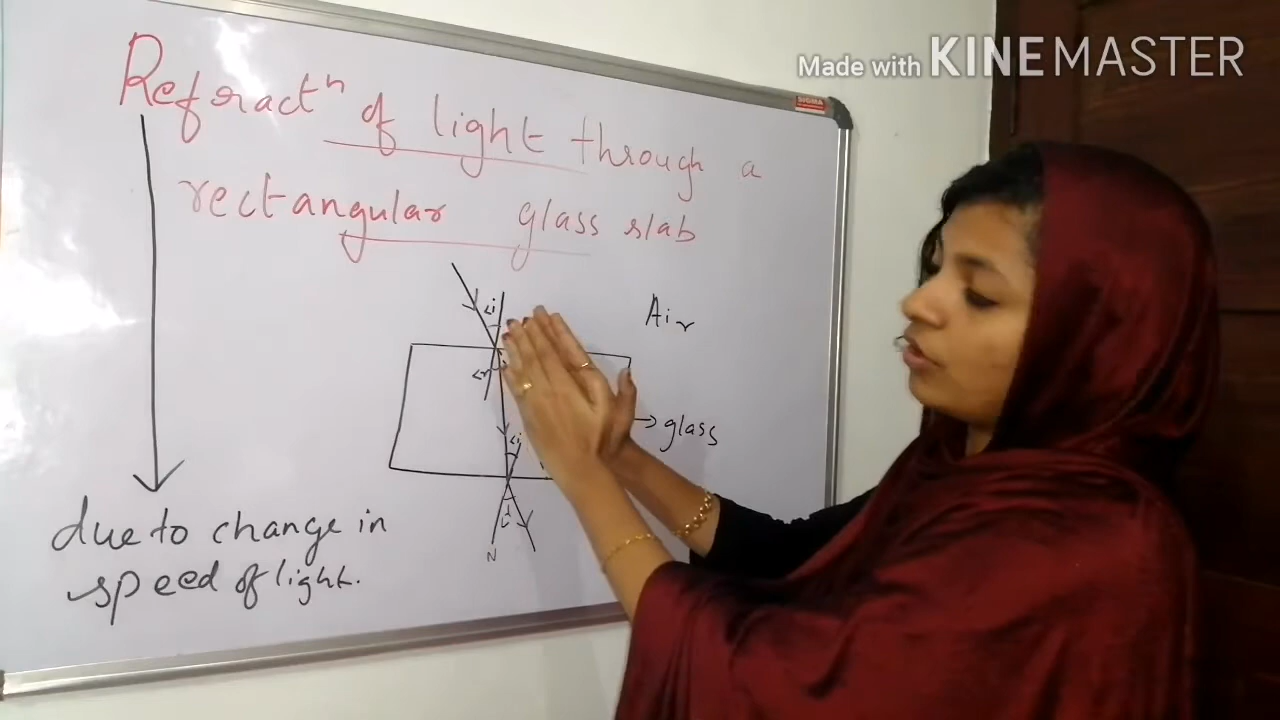 Made with KINEMASTER
SIGMA
Refractⁿ of light through a
rectangular glass slab
∠i
Air
∠r
→ glass
∠i
∠r
N
due to change in
speed of light.